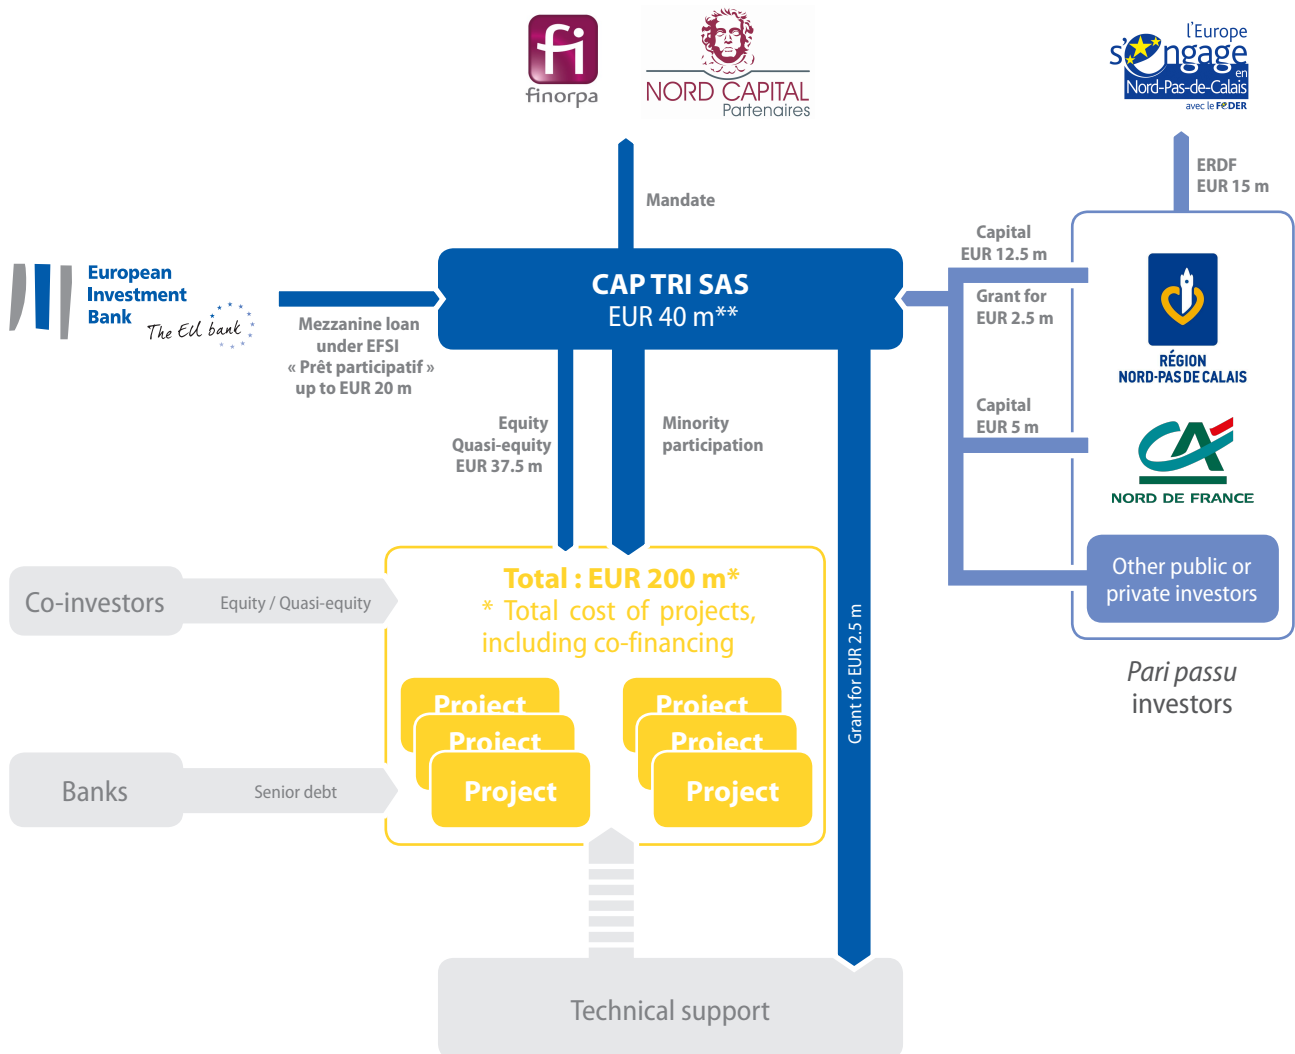 fi
finorpa
NORD CAPITAL
Partenaires
l'Europe
s'engage
en
Nord-Pas-de-Calais
avec le FEDER
ERDF
EUR 15 m
Mandate
European
Investment
Bank
The EU bank
Mezzanine loan
under EFSI
« Prêt participatif »
up to EUR 20 m
CAP TRI SAS
EUR 40 m**
Capital
EUR 12.5 m
Grant for
EUR 2.5 m
RÉGION
NORD-PAS DE CALAIS
Capital
EUR 5 m
CA
NORD DE FRANCE
Other public or
private investors
Pari passu
investors
Equity
Quasi-equity
EUR 37.5 m
Minority
participation
Co-investors
Equity / Quasi-equity
Total : EUR 200 m*
* Total cost of projects,
including co-financing
Project
Project
Project
Project
Project
Project
Banks
Senior debt
Grant for EUR 2.5 m
Technical support